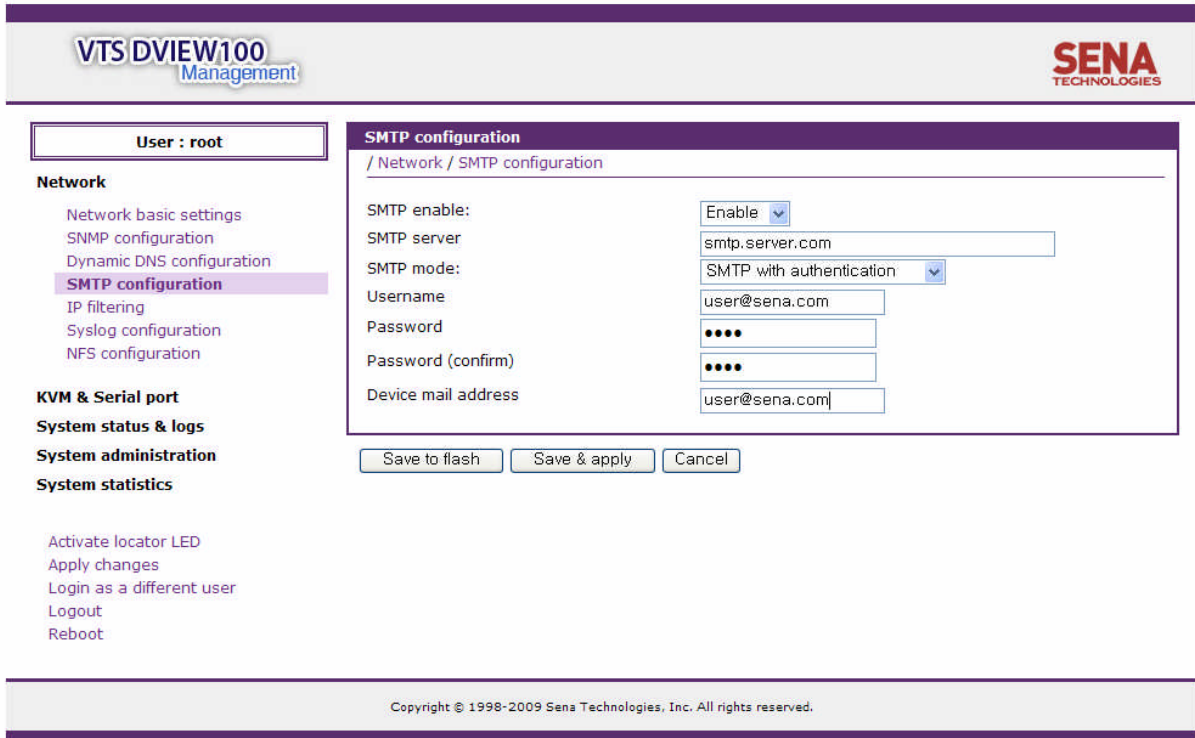 VTS DVIEW100
Management
SENA
TECHNOLOGIES
User : root
Network
Network basic settings
SNMP configuration
Dynamic DNS configuration
SMTP configuration
IP filtering
Syslog configuration
NFS configuration
KVM & Serial port
System status & logs
System administration
System statistics
Activate locator LED
Apply changes
Login as a different user
Logout
Reboot
SMTP configuration
/ Network / SMTP configuration
SMTP enable: Enable
SMTP server smtp.server.com
SMTP mode: SMTP with authentication
Username user@sena.com
Password ••••
Password (confirm) ••••
Device mail address user@sena.com
Save to flash Save & apply Cancel
Copyright © 1998-2009 Sena Technologies, Inc. All rights reserved.